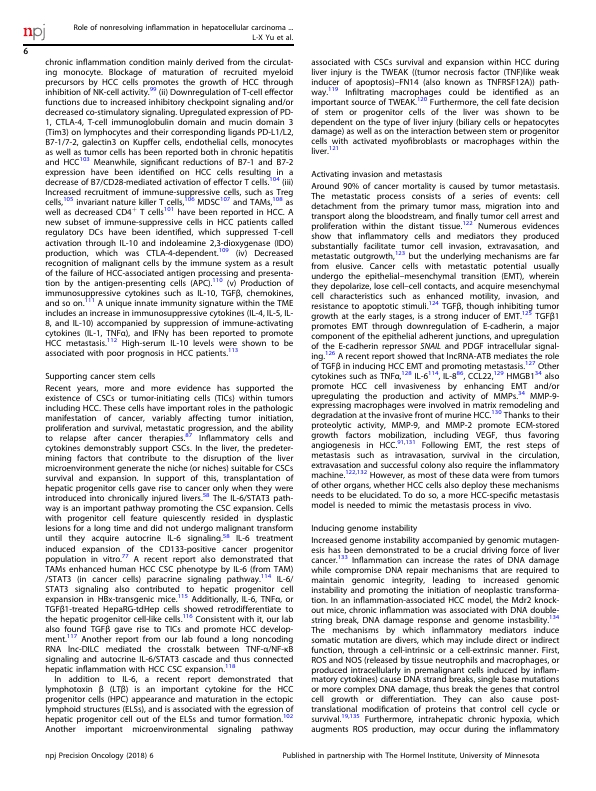 npj
Role of nonresolving inflammation in hepatocellular carcinoma ...
L-X Yu et al.
6
chronic inflammation condition mainly derived from the circulat-
ing monocyte. Blockage of maturation of recruited myeloid
precursors by HCC cells promotes the growth of HCC through
inhibition of NK-cell activity.99 (ii) Downregulation of T-cell effector
functions due to increased inhibitory checkpoint signaling and/or
decreased co-stimulatory signaling. Upregulated expression of PD-
1, CTLA-4, T-cell immunoglobulin and mucin domain 3
(Tim3) on lymphocytes and their corresponding ligands PD-L1/L2,
B7-1/7-2, galectin3 on Kupffer cells, endothelial cells, monocytes
as well as tumor cells has been reported both in chronic hepatitis
and HCC103 Meanwhile, significant reductions of B7-1 and B7-2
expression have been identified on HCC cells resulting in a
decrease of B7/CD28-mediated activation of effector T cells.104 (iii)
Increased recruitment of immune-suppressive cells, such as Treg
cells,105 invariant nature killer T cells,106 MDSC107 and TAMs,108 as
well as decreased CD4+ T cells101 have been reported in HCC. A
new subset of immune-suppressive cells in HCC patients called
regulatory DCs have been identified, which suppressed T-cell
activation through IL-10 and indoleamine 2,3-dioxygenase (IDO)
production, which was CTLA-4-dependent.109 (iv) Decreased
recognition of malignant cells by the immune system as a result
of the failure of HCC-associated antigen processing and presenta-
tion by the antigen-presenting cells (APC).110 (v) Production of
immunosuppressive cytokines such as IL-10, TGFβ, chemokines,
and so on.111 A unique innate immunity signature within the TME
includes an increase in immunosuppressive cytokines (IL-4, IL-5, IL-
8, and IL-10) accompanied by suppression of immune-activating
cytokines (IL-1, TNFα), and IFNγ has been reported to promote
HCC metastasis.112 High-serum IL-10 levels were shown to be
associated with poor prognosis in HCC patients.113
Supporting cancer stem cells
Recent years, more and more evidence has supported the
existence of CSCs or tumor-initiating cells (TICs) within tumors
including HCC. These cells have important roles in the pathologic
manifestation of cancer, variably affecting tumor initiation,
proliferation and survival, metastatic progression, and the ability
to relapse after cancer therapies.87 Inflammatory cells and
cytokines demonstrably support CSCs. In the liver, the predeter-
mining factors that contribute to the disruption of the liver
microenvironment generate the niche (or niches) suitable for CSCs
survival and expansion. In support of this, transplantation of
hepatic progenitor cells gave rise to cancer only when they were
introduced into chronically injured livers.58 The IL-6/STAT3 path-
way is an important pathway promoting the CSC expansion. Cells
with progenitor cell feature quiescently resided in dysplastic
lesions for a long time and did not undergo malignant transform
until they acquire autocrine IL-6 signaling.58 IL-6 treatment
induced expansion of the CD133-positive cancer progenitor
population in vitro.77 A recent report also demonstrated that
TAMs enhanced human HCC CSC phenotype by IL-6 (from TAM)
/STAT3 (in cancer cells) paracrine signaling pathway.114 IL-6/
STAT3 signaling also contributed to hepatic progenitor cell
expansion in HBx-transgenic mice.115 Additionally, IL-6, TNFα, or
TGFβ1-treated HepaRG-tdHep cells showed retrodifferentiate to
the hepatic progenitor cell-like cells.116 Consistent with it, our lab
also found TGFβ gave rise to TICs and promote HCC develop-
ment.117 Another report from our lab found a long noncoding
RNA lnc-DILC mediated the crosstalk between TNF-α/NF-κB
signaling and autocrine IL-6/STAT3 cascade and thus connected
hepatic inflammation with HCC CSC expansion.118
In addition to IL-6, a recent report demonstrated that
lymphotoxin β (LTβ) is an important cytokine for the HCC
progenitor cells (HPC) appearance and maturation in the ectopic
lymphoid structures (ELSs), and is associated with the egression of
hepatic progenitor cell out of the ELSs and tumor formation.102
Another important microenvironmental signaling pathway
associated with CSCs survival and expansion within HCC during
liver injury is the TWEAK ((tumor necrosis factor (TNF)like weak
inducer of apoptosis)–FN14 (also known as TNFRSF12A)) path-
way.119 Infiltrating macrophages could be identified as an
important source of TWEAK.120 Furthermore, the cell fate decision
of stem or progenitor cells of the liver was shown to be
dependent on the type of liver injury (biliary cells or hepatocytes
damage) as well as on the interaction between stem or progenitor
cells with activated myofibroblasts or macrophages within the
liver.121
Activating invasion and metastasis
Around 90% of cancer mortality is caused by tumor metastasis.
The metastatic process consists of a series of events: cell
detachment from the primary tumor mass, migration into and
transport along the bloodstream, and finally tumor cell arrest and
proliferation within the distant tissue.122 Numerous evidences
show that inflammatory cells and mediators they produced
substantially facilitate tumor cell invasion, extravasation, and
metastatic outgrowth,123 but the underlying mechanisms are far
from elusive. Cancer cells with metastatic potential usually
undergo the epithelial–mesenchymal transition (EMT), wherein
they depolarize, lose cell–cell contacts, and acquire mesenchymal
cell characteristics such as enhanced motility, invasion, and
resistance to apoptotic stimuli.124 TGFβ, though inhibiting tumor
growth at the early stages, is a strong inducer of EMT.125 TGFβ1
promotes EMT through downregulation of E-cadherin, a major
component of the epithelial adherent junctions, and upregulation
of the E-cadherin repressor SNAIL and PDGF intracellular signal-
ing.126 A recent report showed that lncRNA-ATB mediates the role
of TGFβ in inducing HCC EMT and promoting metastasis.127 Other
cytokines such as TNFα,128 IL-6114, IL-886, CCL22,129 HMGB134 also
promote HCC cell invasiveness by enhancing EMT and/or
upregulating the production and activity of MMPs.34 MMP-9-
expressing macrophages were involved in matrix remodeling and
degradation at the invasive front of murine HCC.130 Thanks to their
proteolytic activity, MMP-9, and MMP-2 promote ECM-stored
growth factors mobilization, including VEGF, thus favoring
angiogenesis in HCC.91,131 Following EMT, the rest steps of
metastasis such as intravasation, survival in the circulation,
extravasation and successful colony also require the inflammatory
machine.122,132 However, as most of these data were from tumors
of other organs, whether HCC cells also deploy these mechanisms
needs to be elucidated. To do so, a more HCC-specific metastasis
model is needed to mimic the metastasis process in vivo.
Inducing genome instability
Increased genome instability accompanied by genomic mutagen-
esis has been demonstrated to be a crucial driving force of liver
cancer.133 Inflammation can increase the rates of DNA damage
while compromise DNA repair mechanisms that are required to
maintain genomic integrity, leading to increased genomic
instability and promoting the initiation of neoplastic transforma-
tion. In an inflammation-associated HCC model, the Mdr2 knock-
out mice, chronic inflammation was associated with DNA double-
string break, DNA damage response and genome instability.134
The mechanisms by which inflammatory mediators induce
somatic mutation are divers, which may include direct or indirect
function, through a cell-intrinsic or a cell-extrinsic manner. First,
ROS and NOS (released by tissue neutrophils and macrophages, or
produced intracellularly in premalignant cells induced by inflam-
matory cytokines) cause DNA strand breaks, single base mutations
or more complex DNA damage, thus break the genes that control
cell growth or differentiation. They can also cause post-
translational modification of proteins that control cell cycle or
survival.19,135 Furthermore, intrahepatic chronic hypoxia, which
augments ROS production, may occur during the inflammatory
npj Precision Oncology (2018) 6
Published in partnership with The Hormel Institute, University of Minnesota